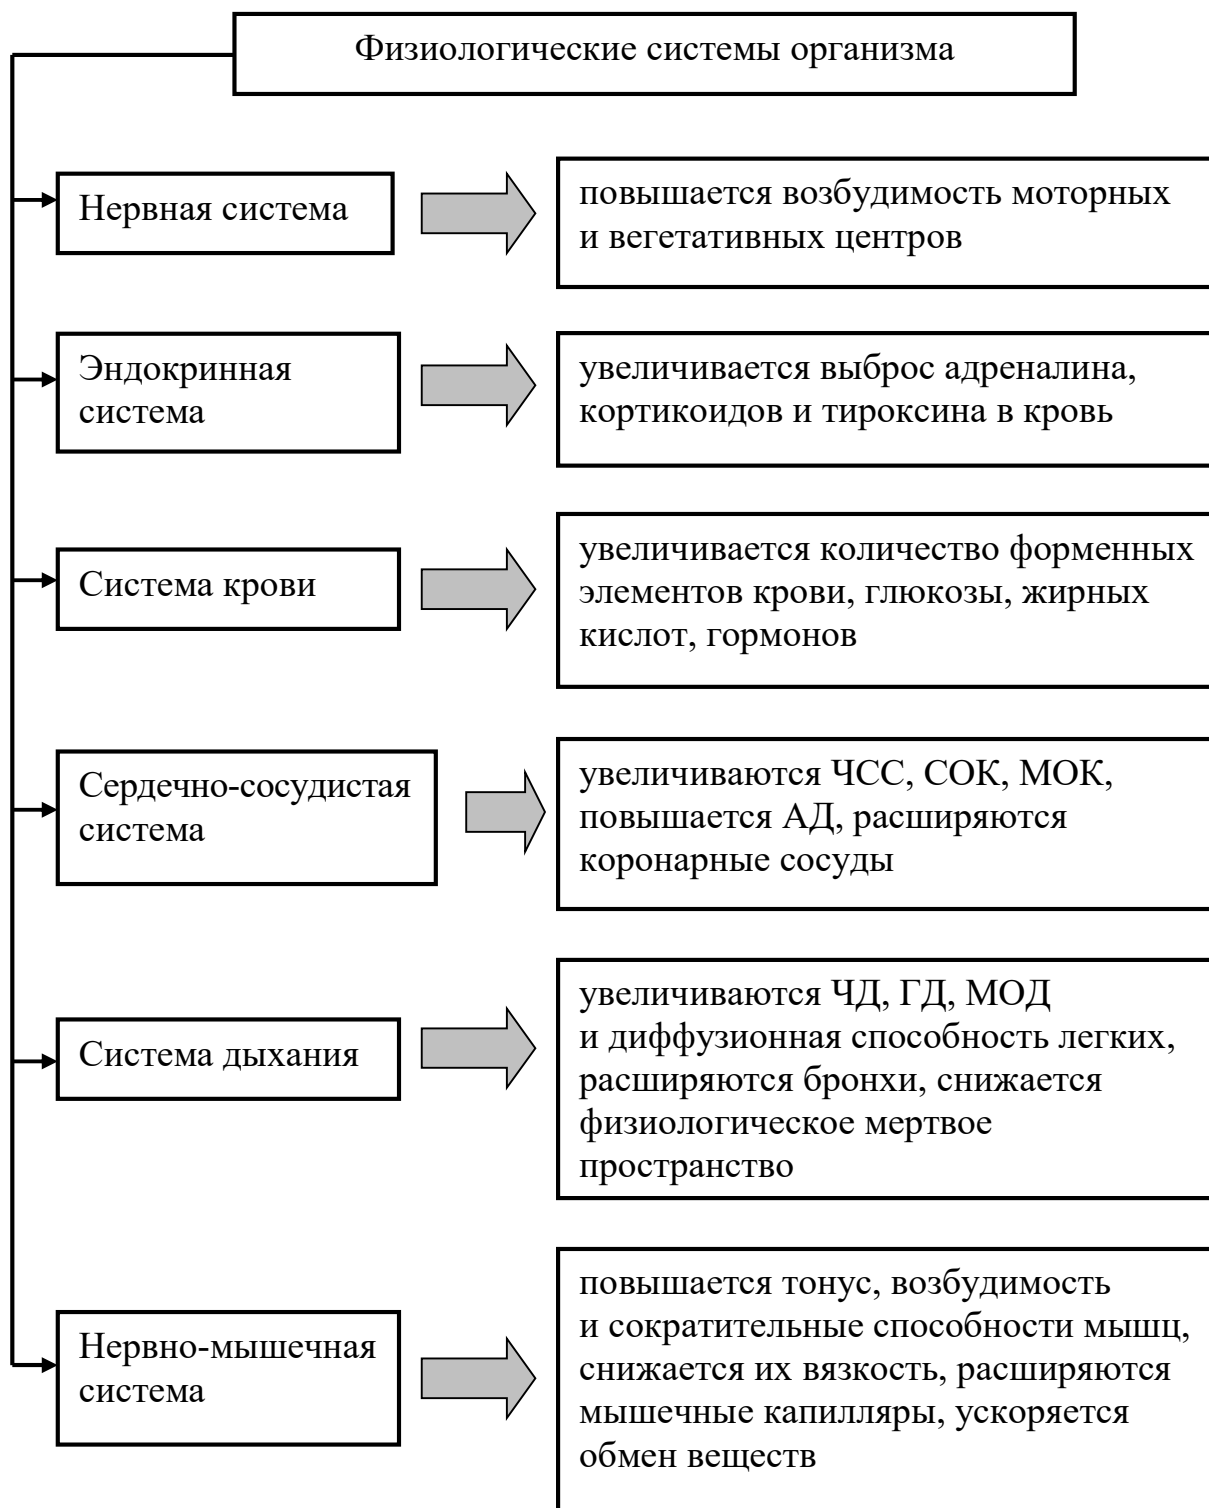 Физиологические системы организма
Нервная система
повышается возбудимость моторных
и вегетативных центров
Эндокринная
система
увеличивается выброс адреналина,
кортикоидов и тироксина в кровь
Система крови
увеличивается количество форменных
элементов крови, глюкозы, жирных
кислот, гормонов
Сердечно-сосудистая
система
увеличиваются ЧСС, СОК, МОК,
повышается АД, расширяются
коронарные сосуды
Система дыхания
увеличиваются ЧД, ГД, МОД
и диффузионная способность легких,
расширяются бронхи, снижается
физиологическое мертвое
пространство
Нервно-мышечная
система
повышается тонус, возбудимость
и сократительные способности мышц,
снижается их вязкость, расширяются
мышечные капилляры, ускоряется
обмен веществ